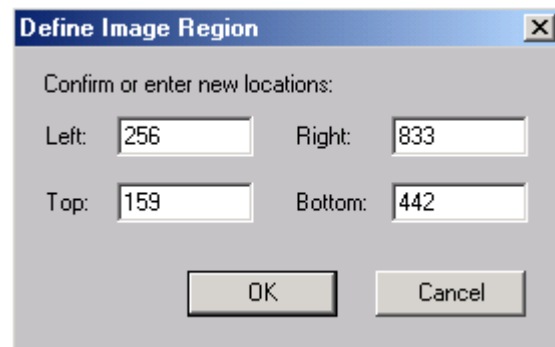 Define Image Region
Confirm or enter new locations:
Left: 256 Right: 833
Top: 159 Bottom: 442
OK Cancel